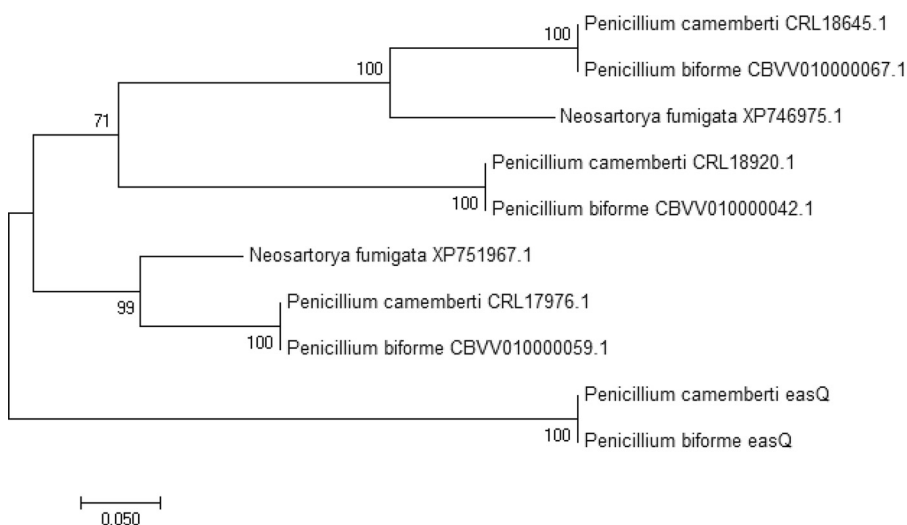 Penicillium camemberti CRL18645.1
100
100
Penicillium biforme CBVV010000067.1
Neosartorya fumigata XP746975.1
71
Penicillium camemberti CRL18920.1
100
Penicillium biforme CBVV010000042.1
Neosartorya fumigata XP751967.1
99
Penicillium camemberti CRL17976.1
100
Penicillium biforme CBVV010000059.1
Penicillium camemberti easQ
100
Penicillium biforme easQ
0.050